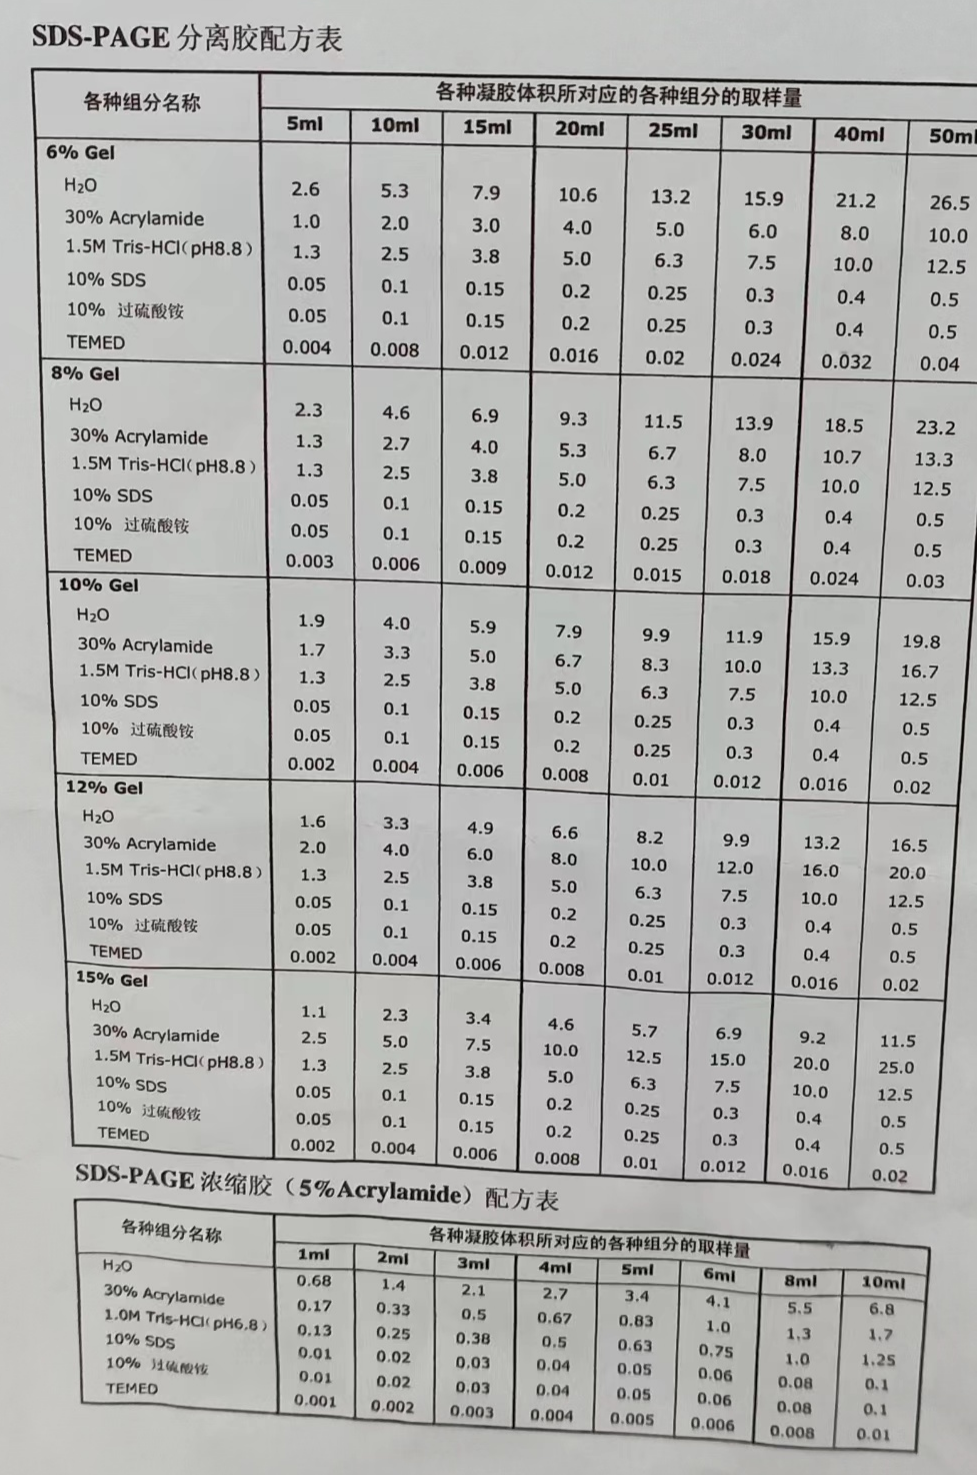 SDS-PAGE 分离胶配方表
各种组分名称 各种凝胶体积所对应的各种组分的取样量
5ml 10ml 15ml 20ml 25ml 30ml 40ml 50ml
6% Gel
H₂O 2.6 5.3 7.9 10.6 13.2 15.9 21.2 26.5
30% Acrylamide 1.0 2.0 3.0 4.0 5.0 6.0 8.0 10.0
1.5M Tris-HCl(pH8.8) 1.3 2.5 3.8 5.0 6.3 7.5 10.0 12.5
10% SDS 0.05 0.1 0.15 0.2 0.25 0.3 0.4 0.5
10% 过硫酸铵 0.05 0.1 0.15 0.2 0.25 0.3 0.4 0.5
TEMED 0.004 0.008 0.012 0.016 0.02 0.024 0.032 0.04
8% Gel
H₂O 2.3 4.6 6.9 9.3 11.5 13.9 18.5 23.2
30% Acrylamide 1.3 2.7 4.0 5.3 6.7 8.0 10.7 13.3
1.5M Tris-HCl(pH8.8) 1.3 2.5 3.8 5.0 6.3 7.5 10.0 12.5
10% SDS 0.05 0.1 0.15 0.2 0.25 0.3 0.4 0.5
10% 过硫酸铵 0.05 0.1 0.15 0.2 0.25 0.3 0.4 0.5
TEMED 0.003 0.006 0.009 0.012 0.015 0.018 0.024 0.03
10% Gel
H₂O 1.9 4.0 5.9 7.9 9.9 11.9 15.9 19.8
30% Acrylamide 1.7 3.3 5.0 6.7 8.3 10.0 13.3 16.7
1.5M Tris-HCl(pH8.8) 1.3 2.5 3.8 5.0 6.3 7.5 10.0 12.5
10% SDS 0.05 0.1 0.15 0.2 0.25 0.3 0.4 0.5
10% 过硫酸铵 0.05 0.1 0.15 0.2 0.25 0.3 0.4 0.5
TEMED 0.002 0.004 0.006 0.008 0.01 0.012 0.016 0.02
12% Gel
H₂O 1.6 3.3 4.9 6.6 8.2 9.9 13.2 16.5
30% Acrylamide 2.0 4.0 6.0 8.0 10.0 12.0 16.0 20.0
1.5M Tris-HCl(pH8.8) 1.3 2.5 3.8 5.0 6.3 7.5 10.0 12.5
10% SDS 0.05 0.1 0.15 0.2 0.25 0.3 0.4 0.5
10% 过硫酸铵 0.05 0.1 0.15 0.2 0.25 0.3 0.4 0.5
TEMED 0.002 0.004 0.006 0.008 0.01 0.012 0.016 0.02
15% Gel
H₂O 1.1 2.3 3.4 4.6 5.7 6.9 9.2 11.5
30% Acrylamide 2.5 5.0 7.5 10.0 12.5 15.0 20.0 25.0
1.5M Tris-HCl(pH8.8) 1.3 2.5 3.8 5.0 6.3 7.5 10.0 12.5
10% SDS 0.05 0.1 0.15 0.2 0.25 0.3 0.4 0.5
10% 过硫酸铵 0.05 0.1 0.15 0.2 0.25 0.3 0.4 0.5
TEMED 0.002 0.004 0.006 0.008 0.01 0.012 0.016 0.02
SDS-PAGE 浓缩胶（5%Acrylamide）配方表
各种组分名称 各种凝胶体积所对应的各种组分的取样量
1ml 2ml 3ml 4ml 5ml 6ml 8ml 10ml
H₂O 0.68 1.4 2.1 2.7 3.4 4.1 5.5 6.8
30% Acrylamide 0.17 0.33 0.5 0.67 0.83 1.0 1.3 1.7
1.0M Tris-HCl(pH6.8) 0.13 0.25 0.38 0.5 0.63 0.75 1.0 1.25
10% SDS 0.01 0.02 0.03 0.04 0.05 0.06 0.08 0.1
10% 过硫酸铵 0.01 0.02 0.03 0.04 0.05 0.06 0.08 0.1
TEMED 0.001 0.002 0.003 0.004 0.005 0.006 0.008 0.01